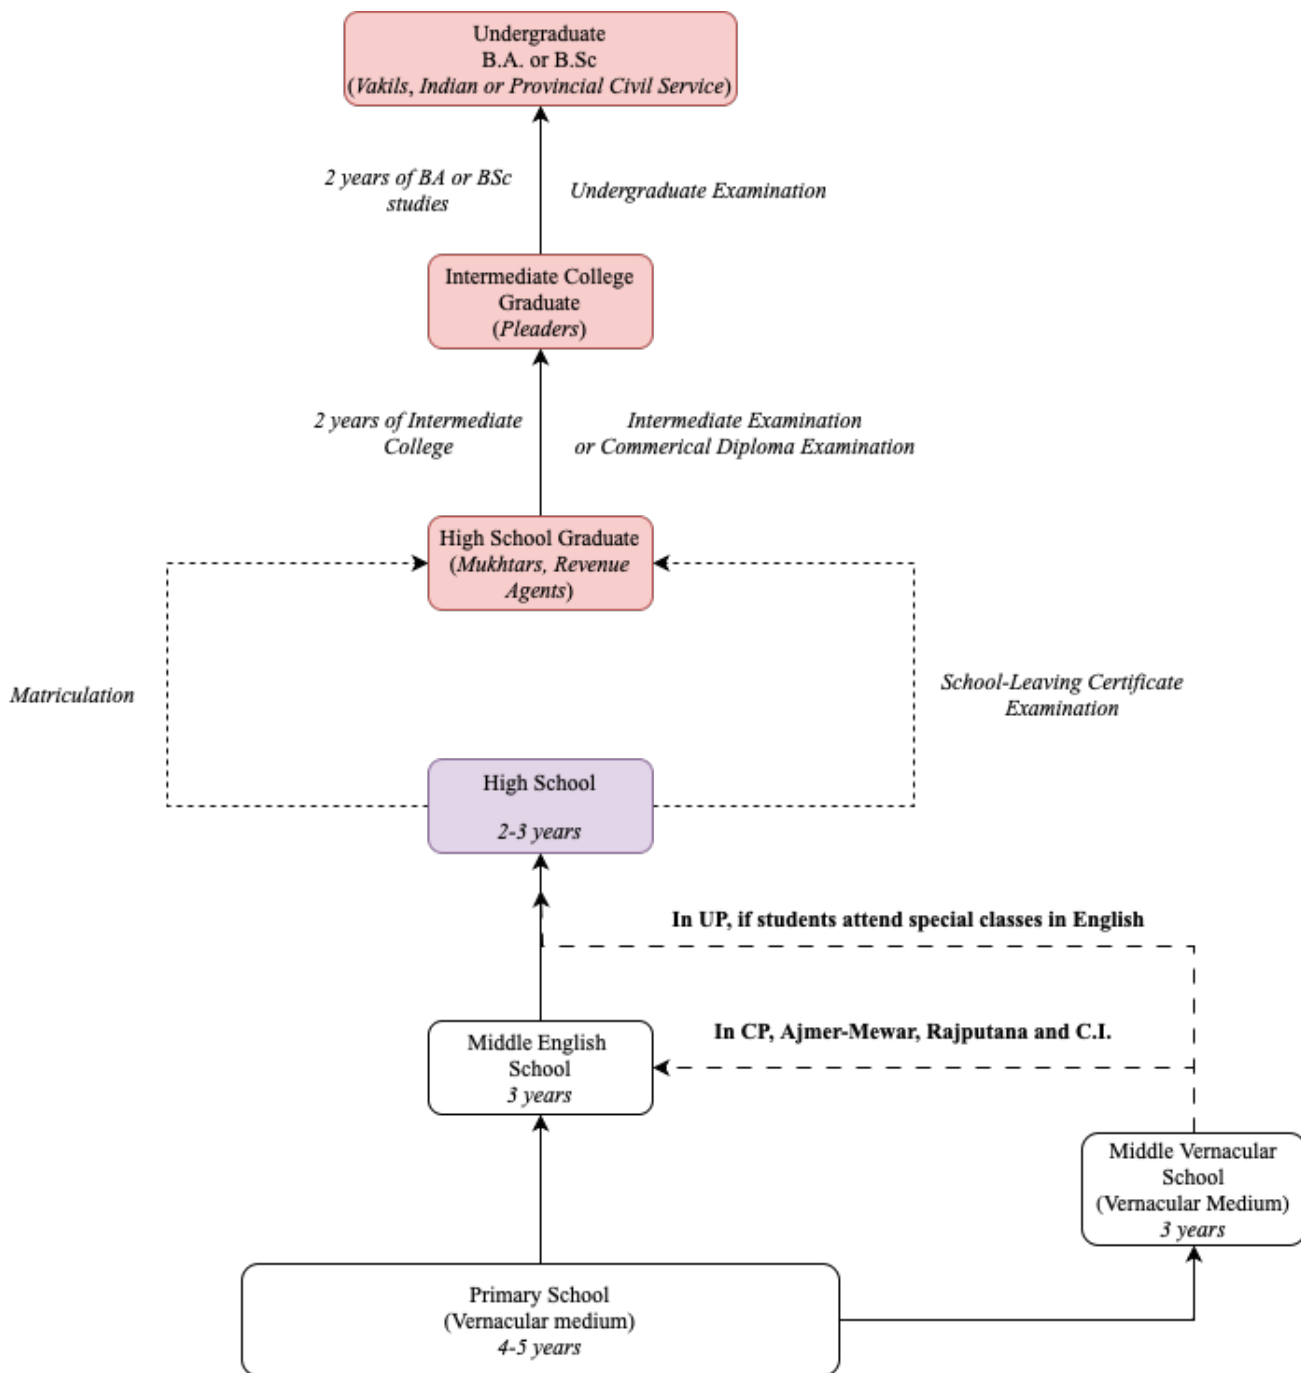 Undergraduate
B.A. or B.Sc
(Vakils, Indian or Provincial Civil Service)
2 years of BA or BSc
studies
Undergraduate Examination
Intermediate College
Graduate
(Pleaders)
2 years of Intermediate
College
Intermediate Examination
or Commerical Diploma Examination
High School Graduate
(Mukhtars, Revenue
Agents)
Matriculation
School-Leaving Certificate
Examination
High School
2-3 years
In UP, if students attend special classes in English
In CP, Ajmer-Mewar, Rajputana and C.I.
Middle English
School
3 years
Middle Vernacular
School
(Vernacular Medium)
3 years
Primary School
(Vernacular medium)
4-5 years